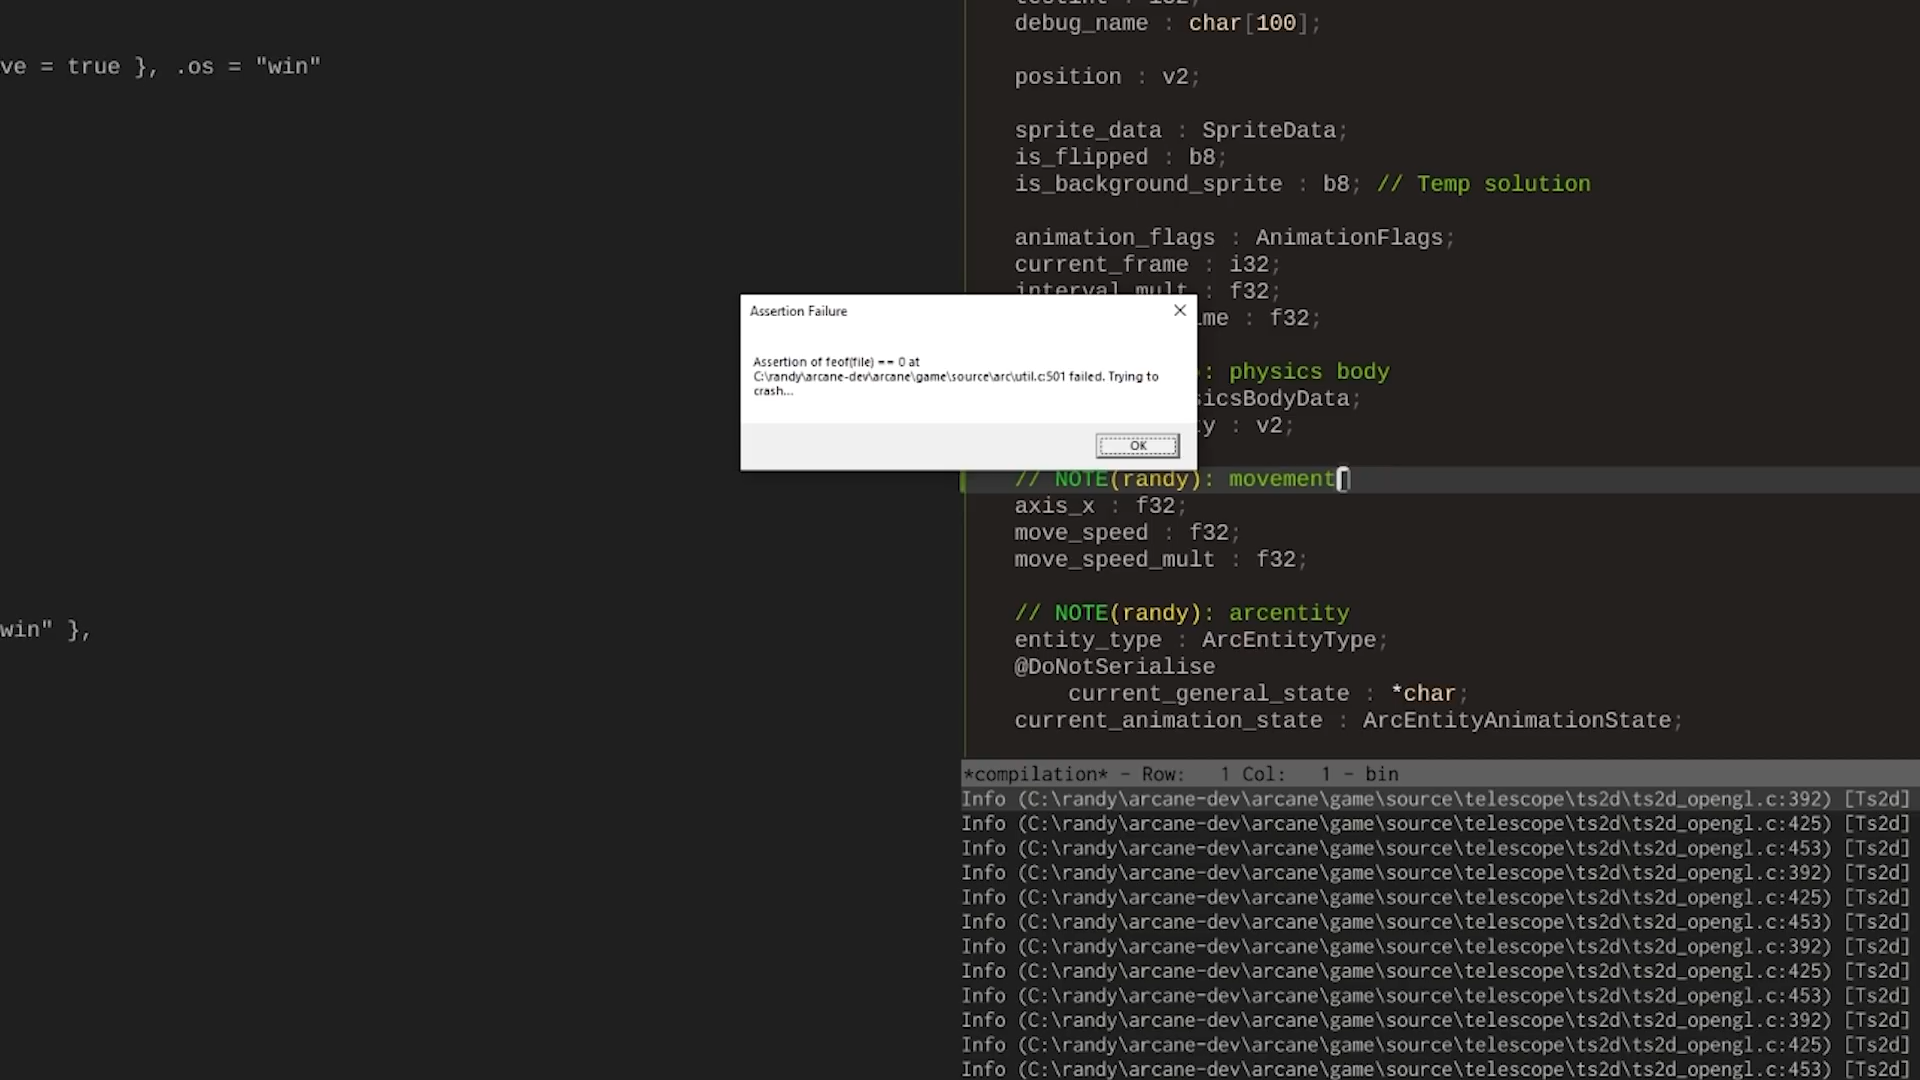 ve = true }, .os = "win"
win" },
debug_name : char[100];
position : v2;
sprite_data : SpriteData;
is_flipped : b8;
is_background_sprite : b8; // Temp solution
animation_flags : AnimationFlags;
current_frame : i32;
interval_mult : f32;
me : f32;
: physics body
sicsBodyData;
y : v2;
// NOTE(randy): movement
axis_x : f32;
move_speed : f32;
move_speed_mult : f32;
// NOTE(randy): arcentity
entity_type : ArcEntityType;
@DoNotSerialise
current_general_state : *char;
current_animation_state : ArcEntityAnimationState;
Assertion Failure
Assertion of feof(file) == 0 at
C:\randy\arcane-dev\arcane\game\source\arc\util.c:501 failed. Trying to
crash...
OK
*compilation* - Row: 1 Col: 1 - bin
Info (C:\randy\arcane-dev\arcane\game\source\telescope\ts2d\ts2d_opengl.c:392) [Ts2d]
Info (C:\randy\arcane-dev\arcane\game\source\telescope\ts2d\ts2d_opengl.c:425) [Ts2d]
Info (C:\randy\arcane-dev\arcane\game\source\telescope\ts2d\ts2d_opengl.c:453) [Ts2d]
Info (C:\randy\arcane-dev\arcane\game\source\telescope\ts2d\ts2d_opengl.c:392) [Ts2d]
Info (C:\randy\arcane-dev\arcane\game\source\telescope\ts2d\ts2d_opengl.c:425) [Ts2d]
Info (C:\randy\arcane-dev\arcane\game\source\telescope\ts2d\ts2d_opengl.c:453) [Ts2d]
Info (C:\randy\arcane-dev\arcane\game\source\telescope\ts2d\ts2d_opengl.c:392) [Ts2d]
Info (C:\randy\arcane-dev\arcane\game\source\telescope\ts2d\ts2d_opengl.c:425) [Ts2d]
Info (C:\randy\arcane-dev\arcane\game\source\telescope\ts2d\ts2d_opengl.c:453) [Ts2d]
Info (C:\randy\arcane-dev\arcane\game\source\telescope\ts2d\ts2d_opengl.c:392) [Ts2d]
Info (C:\randy\arcane-dev\arcane\game\source\telescope\ts2d\ts2d_opengl.c:425) [Ts2d]
Info (C:\randy\arcane-dev\arcane\game\source\telescope\ts2d\ts2d_opengl.c:453) [Ts2d]